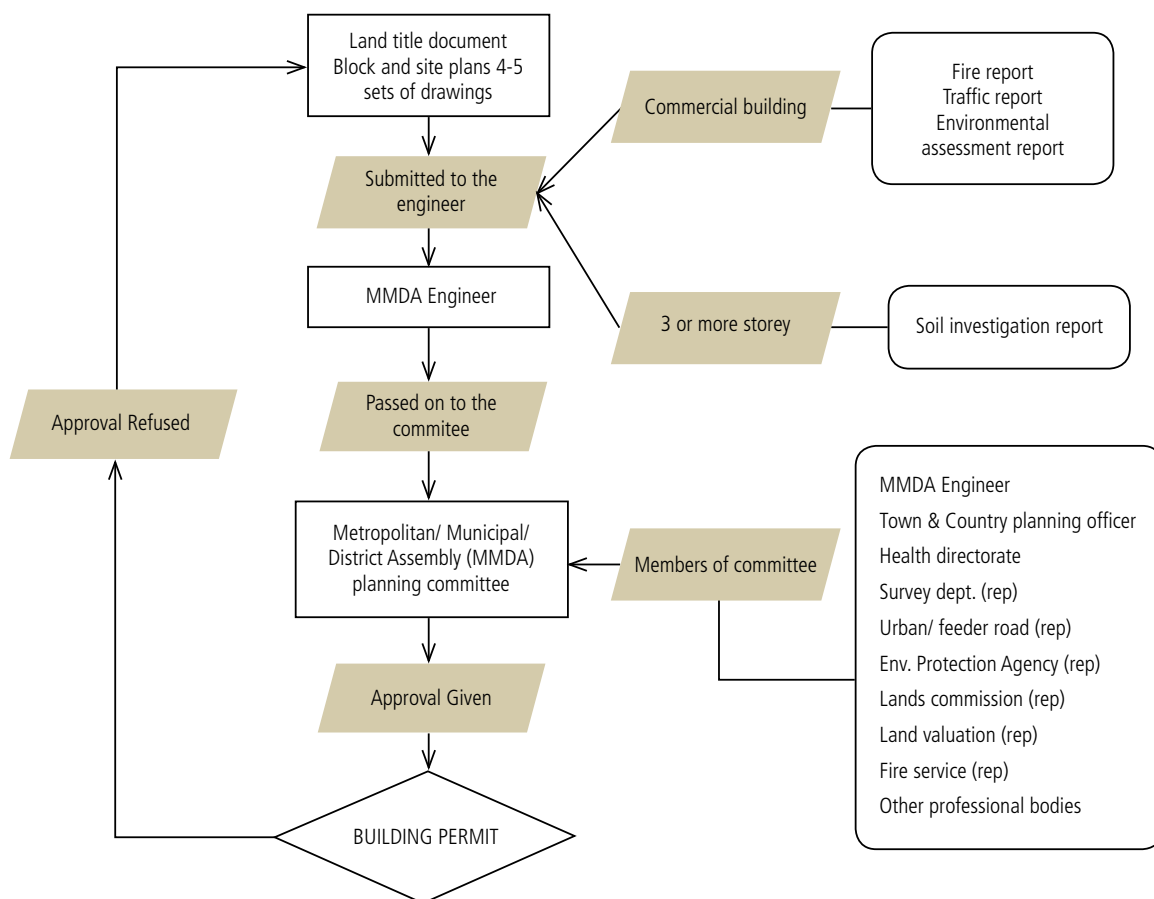 Land title document
Block and site plans 4-5
sets of drawings
Commercial building
Fire report
Traffic report
Environmental
assessment report
Submitted to the
engineer
MMDA Engineer
3 or more storey
Soil investigation report
Approval Refused
Passed on to the
commitee
Metropolitan/ Municipal/
District Assembly (MMDA)
planning committee
Members of committee
MMDA Engineer
Town & Country planning officer
Health directorate
Survey dept. (rep)
Urban/ feeder road (rep)
Env. Protection Agency (rep)
Lands commission (rep)
Land valuation (rep)
Fire service (rep)
Other professional bodies
Approval Given
BUILDING PERMIT